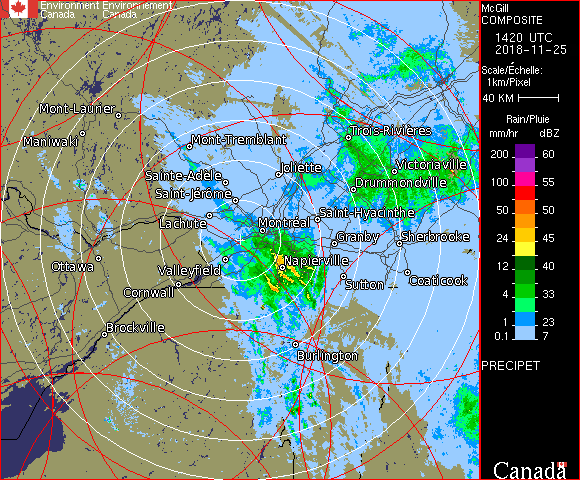 Environment Environnement
Canada Canada
McGill
COMPOSITE
1420 UTC
2018-11-25
Scale/Échelle:
1km/Pixel
40 KM
Rain/Pluie
mm/hr dBZ
200 60
100 55
50 50
24 45
12 40
4 33
1 23
0.1 7
PRECIPET
Canada
Mont-Laurier
Maniwaki
Mont-Tremblant
Trois-Rivières
Joliette
Victoriaville
Sainte-Adèle
Drummondville
Saint-Jérôme
Saint-Hyacinthe
Lachute
Montréal
Granby
Sherbrooke
Ottawa
Napierville
Valleyfield
Coaticook
Sutton
Cornwall
Brockville
Burlington